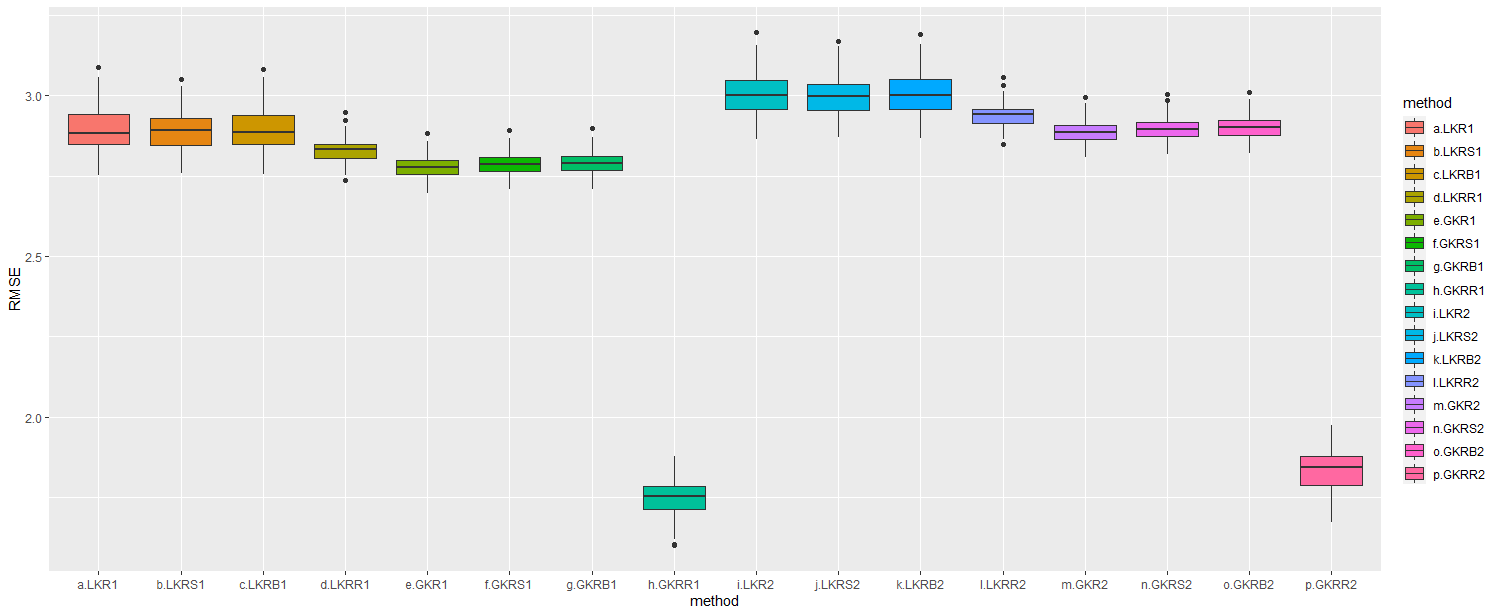 3.0
2.5
2.0
RMSE
a.LKR1
b.LKRS1
c.LKRB1
d.LKRR1
e.GKR1
f.GKRS1
g.GKRB1
h.GKRR1
i.LKR2
j.LKRS2
k.LKRB2
l.LKRR2
m.GKR2
n.GKRS2
o.GKRB2
p.GKRR2
method
method
a.LKR1
b.LKRS1
c.LKRB1
d.LKRR1
e.GKR1
f.GKRS1
g.GKRB1
h.GKRR1
i.LKR2
j.LKRS2
k.LKRB2
l.LKRR2
m.GKR2
n.GKRS2
o.GKRB2
p.GKRR2